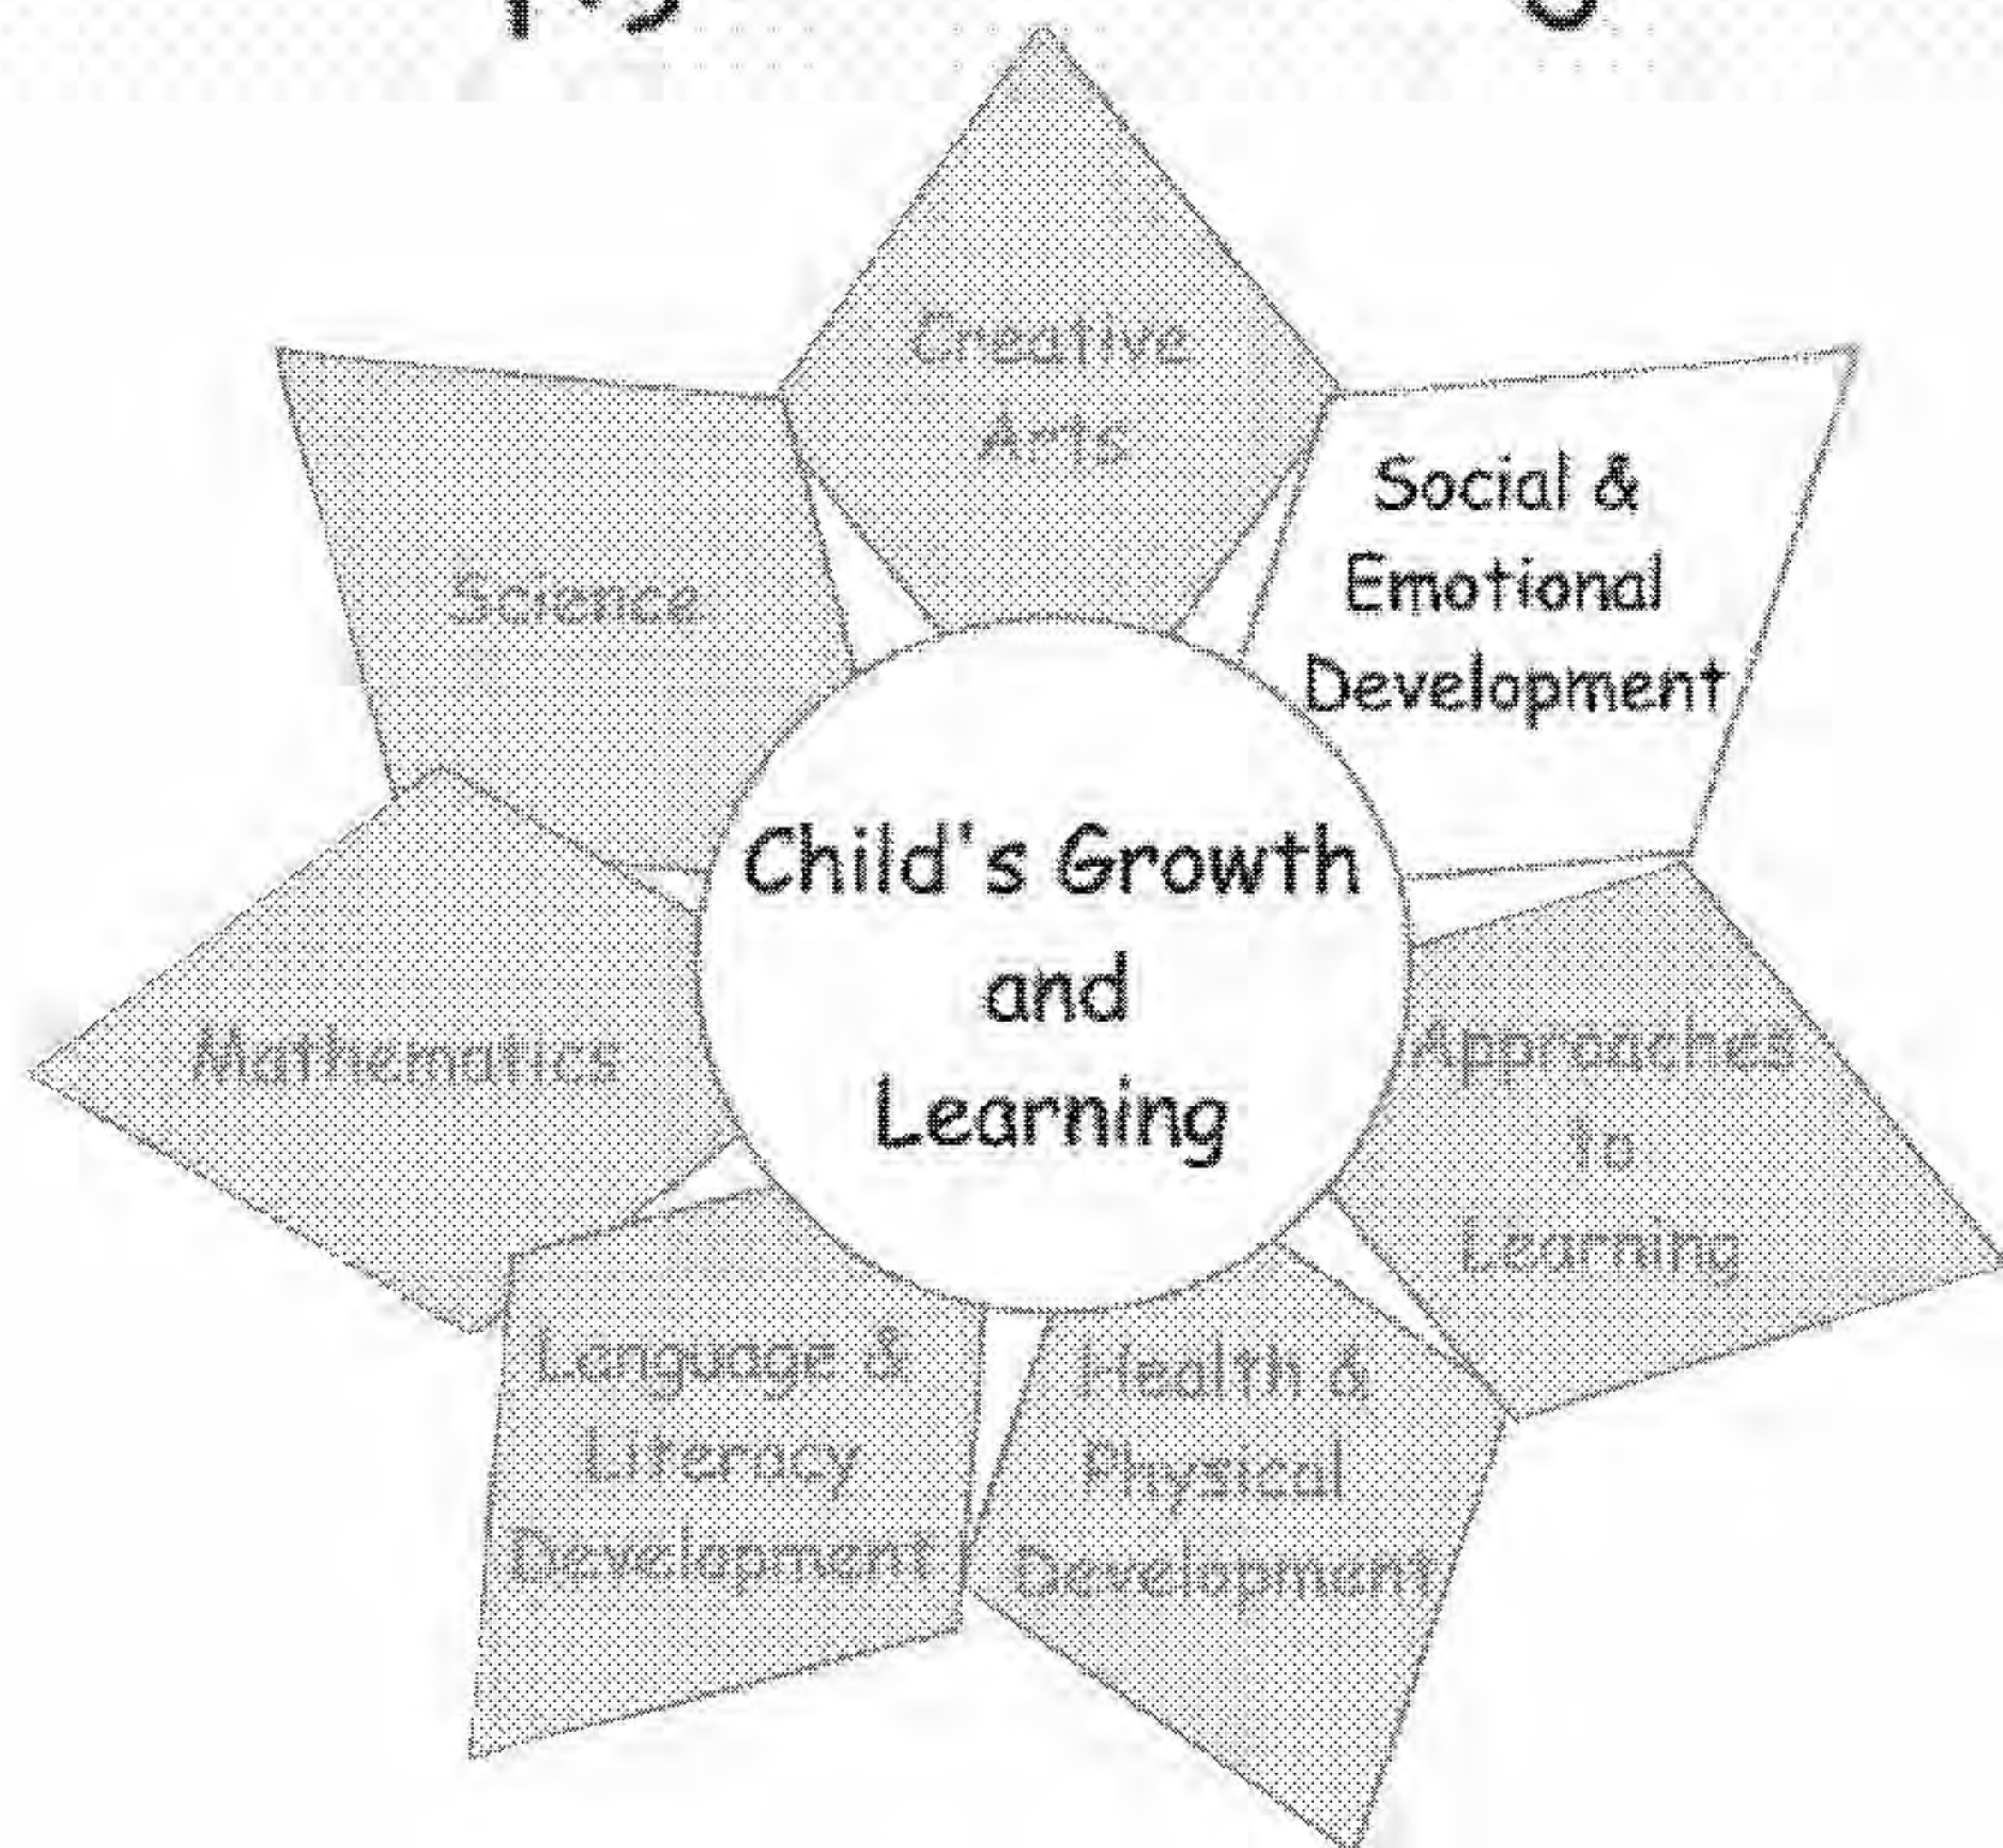 Creative
Arts
Social &
Emotional
Development
Science
Child's Growth
and
Learning
Mathematics
Approaches
to
Learning
Language &
Literacy
Development
Health &
Physical
Development